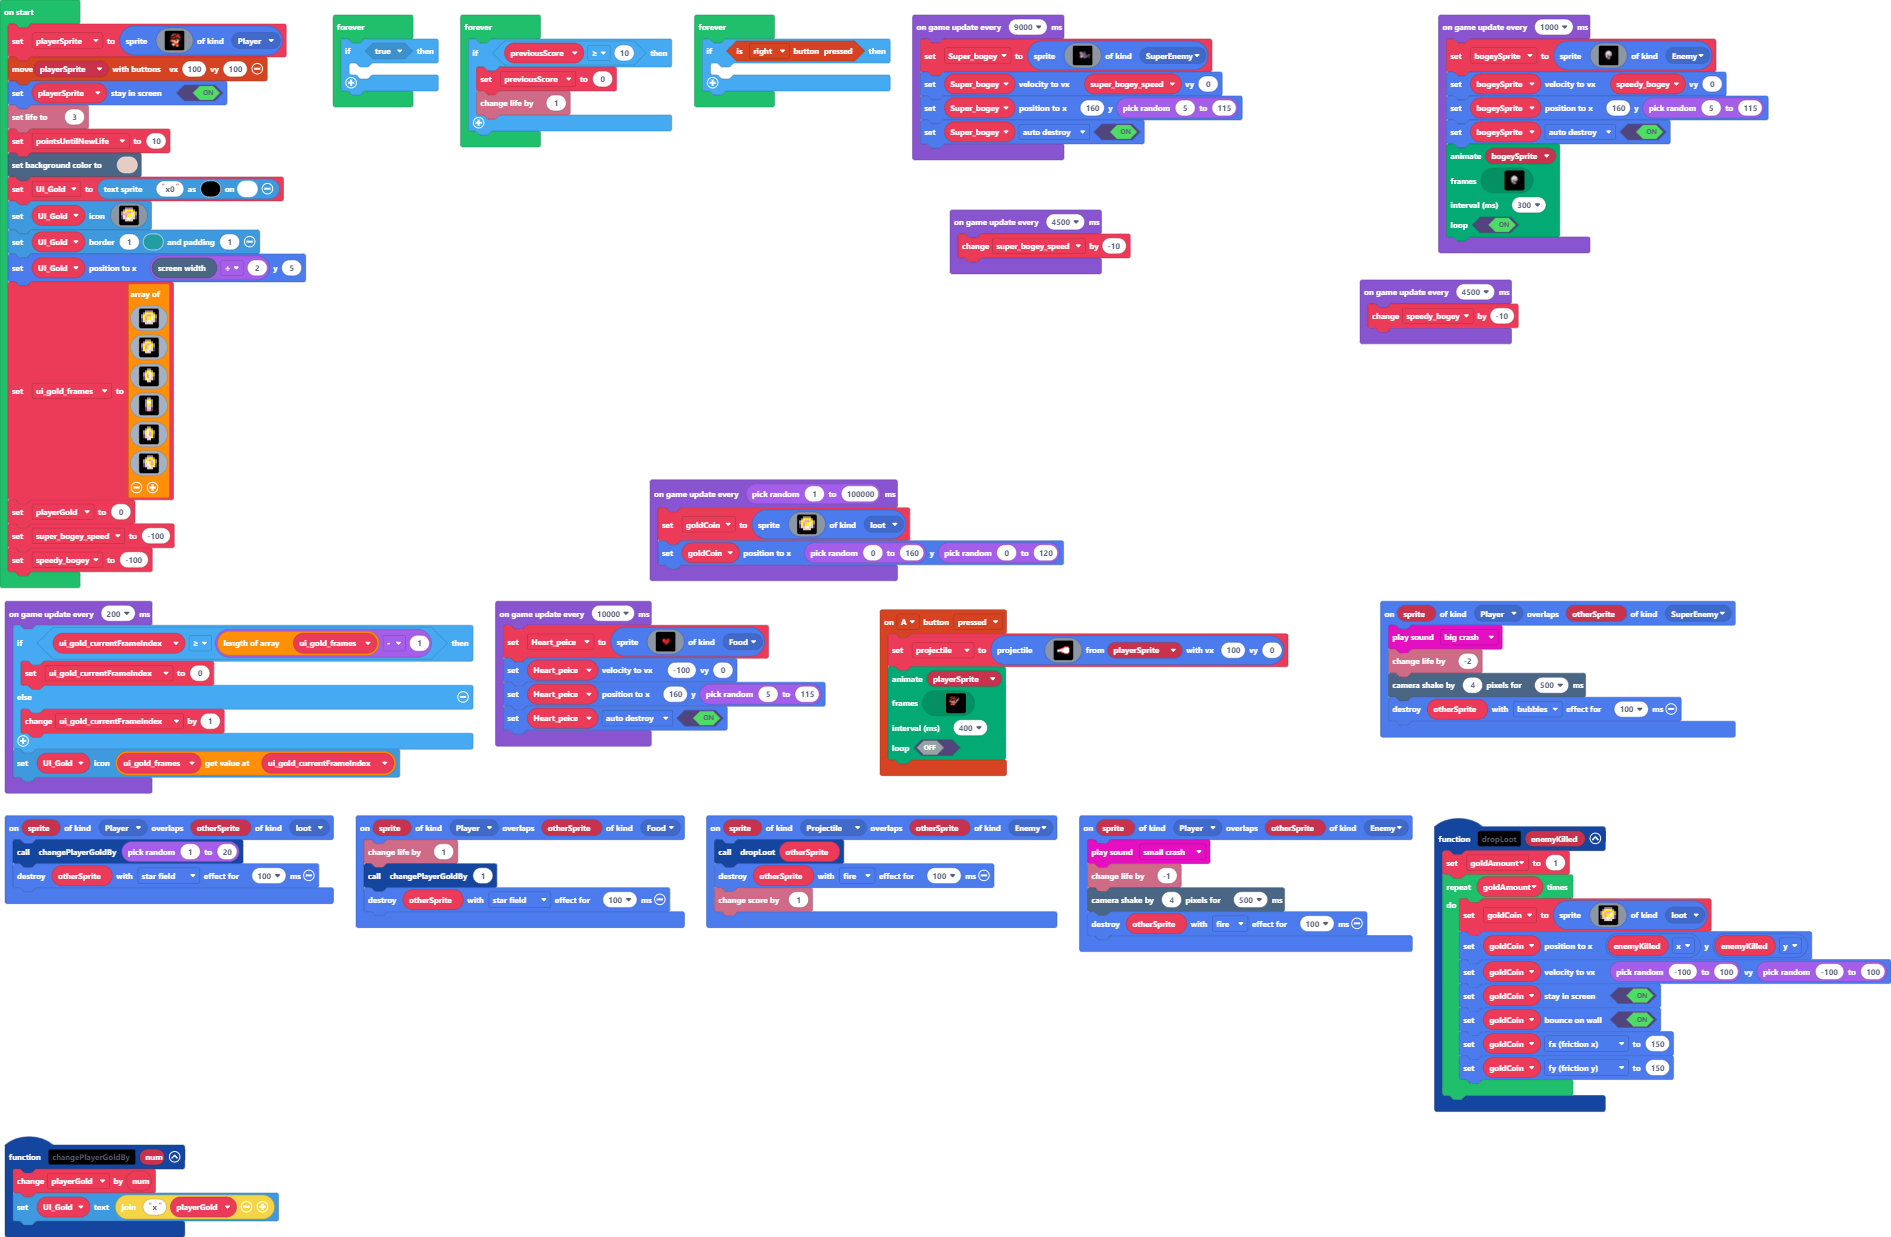 on start
set playerSprite to sprite of kind Player
move playerSprite with buttons vx 100 vy 100
set playerSprite stay in screen ON
set life to 3
set pointsUntilNewLife to 10
set background color to
set UI_Gold to text sprite "x0" as on
set UI_Gold icon
set UI_Gold border 1 and padding 1
set UI_Gold position to x screen width ÷ 2 y 5
set ui_gold_frames to array of
set playerGold to 0
set super_bogey_speed to -100
set speedy_bogey to -100
forever
if true then
forever
if previousScore ≥ 10 then
set previousScore to 0
change life by 1
forever
if is right button pressed then
on game update every 9000 ms
set Super_bogey to sprite of kind SuperEnemy
set Super_bogey velocity to vx super_bogey_speed vy 0
set Super_bogey position to x 160 y pick random 5 to 115
set Super_bogey auto destroy ON
on game update every 4500 ms
change super_bogey_speed by -10
on game update every 1000 ms
set bogeySprite to sprite of kind Enemy
set bogeySprite velocity to vx speedy_bogey vy 0
set bogeySprite position to x 160 y pick random 5 to 115
set bogeySprite auto destroy ON
animate bogeySprite
frames
interval (ms) 300
loop ON
on game update every 4500 ms
change speedy_bogey by -10
on game update every pick random 1 to 100000 ms
set goldCoin to sprite of kind loot
set goldCoin position to x pick random 0 to 160 y pick random 0 to 120
on game update every 200 ms
if ui_gold_currentFrameIndex ≥ length of array ui_gold_frames - 1 then
set ui_gold_currentFrameIndex to 0
else
change ui_gold_currentFrameIndex by 1
set UI_Gold icon ui_gold_frames get value at ui_gold_currentFrameIndex
on game update every 10000 ms
set Heart_peice to sprite of kind Food
set Heart_peice velocity to vx -100 vy 0
set Heart_peice position to x 160 y pick random 5 to 115
set Heart_peice auto destroy ON
on A button pressed
set projectile to projectile from playerSprite with vx 100 vy 0
animate playerSprite
frames
interval (ms) 400
loop OFF
on sprite of kind Player overlaps otherSprite of kind SuperEnemy
play sound big crash
change life by -2
camera shake by 4 pixels for 500 ms
destroy otherSprite with bubbles effect for 100 ms
on sprite of kind Player overlaps otherSprite of kind loot
call changePlayerGoldBy pick random 1 to 20
destroy otherSprite with star field effect for 100 ms
on sprite of kind Player overlaps otherSprite of kind Food
change life by 1
call changePlayerGoldBy 1
destroy otherSprite with star field effect for 100 ms
on sprite of kind Projectile overlaps otherSprite of kind Enemy
call dropLoot otherSprite
destroy otherSprite with fire effect for 100 ms
change score by 1
on sprite of kind Player overlaps otherSprite of kind Enemy
play sound small crash
change life by -1
camera shake by 4 pixels for 500 ms
destroy otherSprite with fire effect for 100 ms
function dropLoot enemyKilled
set goldAmount to 1
repeat goldAmount times
do
set goldCoin to sprite of kind loot
set goldCoin position to x enemyKilled x y enemyKilled y
set goldCoin velocity to vx pick random -100 to 100 vy pick random -100 to 100
set goldCoin stay in screen ON
set goldCoin bounce on wall ON
set goldCoin fx (friction x) to 150
set goldCoin fy (friction y) to 150
function changePlayerGoldBy num
change playerGold by num
set UI_Gold text join "x" playerGold